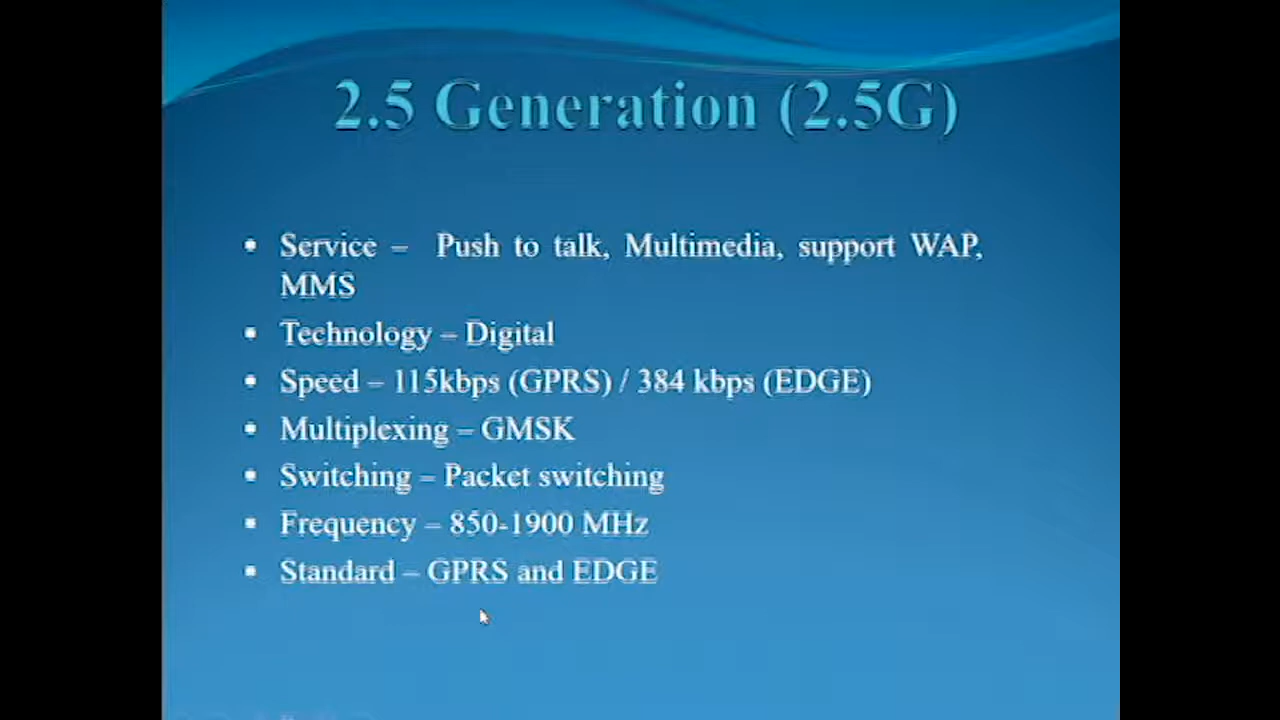 2.5 Generation (2.5G)
• Service – Push to talk, Multimedia, support WAP,
MMS
• Technology – Digital
• Speed – 115kbps (GPRS) / 384 kbps (EDGE)
• Multiplexing – GMSK
• Switching – Packet switching
• Frequency – 850-1900 MHz
• Standard – GPRS and EDGE